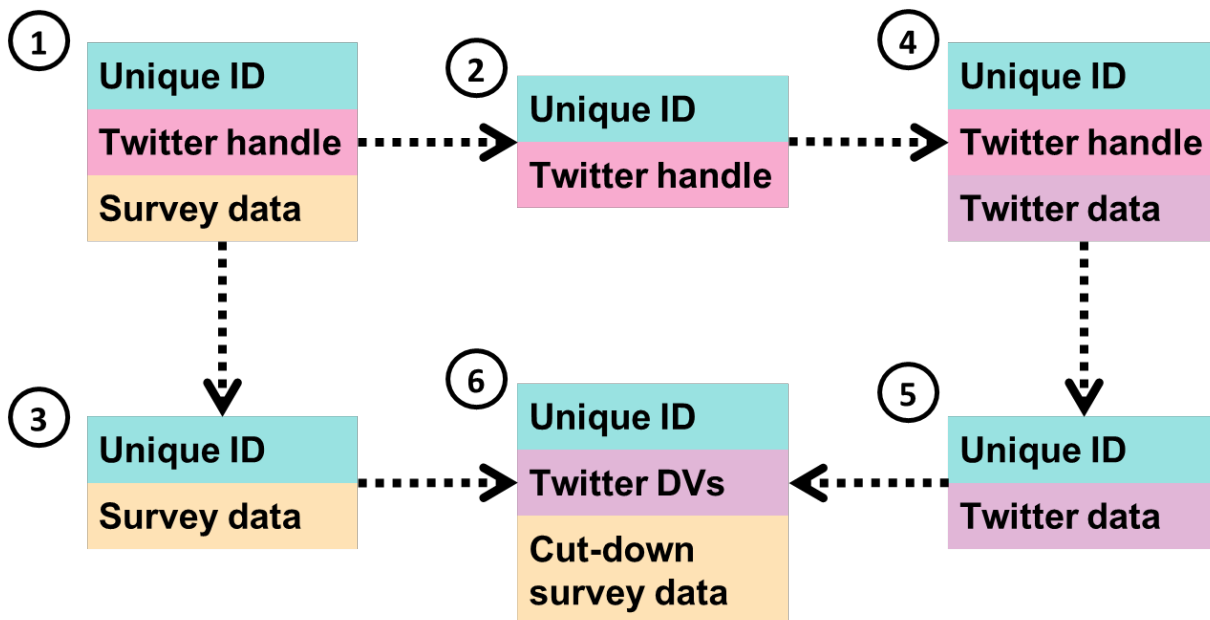 1
Unique ID
Twitter handle
Survey data
2
Unique ID
Twitter handle
4
Unique ID
Twitter handle
Twitter data
3
Unique ID
Survey data
6
Unique ID
Twitter DVs
Cut-down
survey data
5
Unique ID
Twitter data